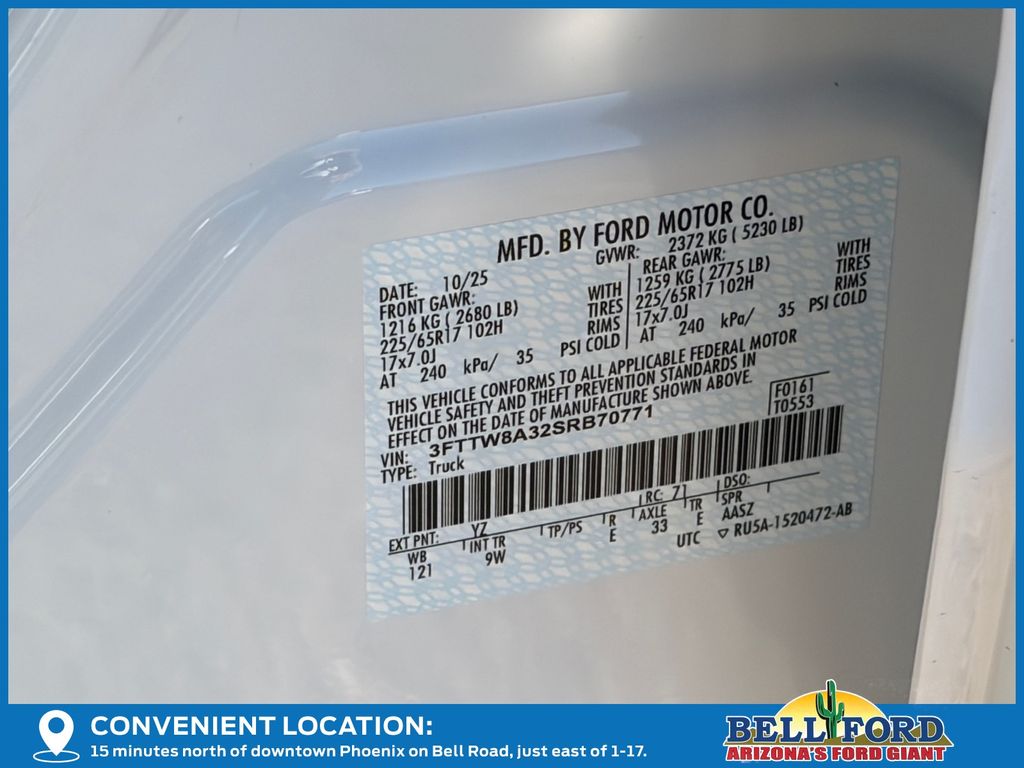 MFD. BY FORD MOTOR CO.
DATE: 10/25 GVWR: 2372 KG ( 5230 LB)
FRONT GAWR: REAR GAWR:
1216 KG ( 2680 LB) WITH 1259 KG ( 2775 LB) WITH
225/65R17 102H TIRES 225/65R17 102H TIRES
17x7.0J RIMS 17x7.0J RIMS
AT 240 kPa/ 35 PSI COLD AT 240 kPa/ 35 PSI COLD
THIS VEHICLE CONFORMS TO ALL APPLICABLE FEDERAL MOTOR
VEHICLE SAFETY AND THEFT PREVENTION STANDARDS IN
EFFECT ON THE DATE OF MANUFACTURE SHOWN ABOVE.
VIN: 3FTTW8A32SRB70771 F0161
TYPE: Truck T0553
EXT PNT: YZ RC: 71 DSO:
WB INT TR TP/PS R AXLE TR SPR
121 9W E 33 E AASZ
UTC ▽ RU5A-1520472-AB
CONVENIENT LOCATION:
15 minutes north of downtown Phoenix on Bell Road, just east of 1-17.
BELL FORD
ARIZONA'S FORD GIANT